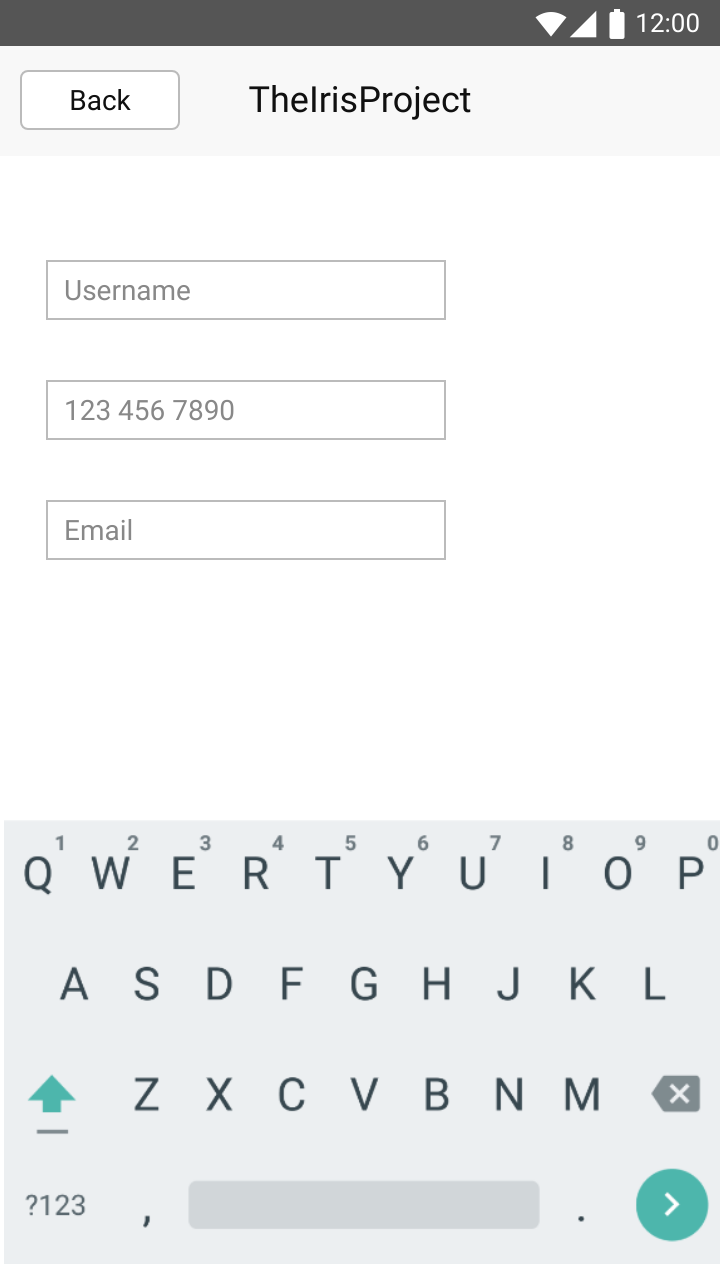 12:00
Back TheIrisProject
Username
123 456 7890
Email
1 2 3 4 5 6 7 8 9 0
Q W E R T Y U I O P
A S D F G H J K L
Z X C V B N M
?123 , .